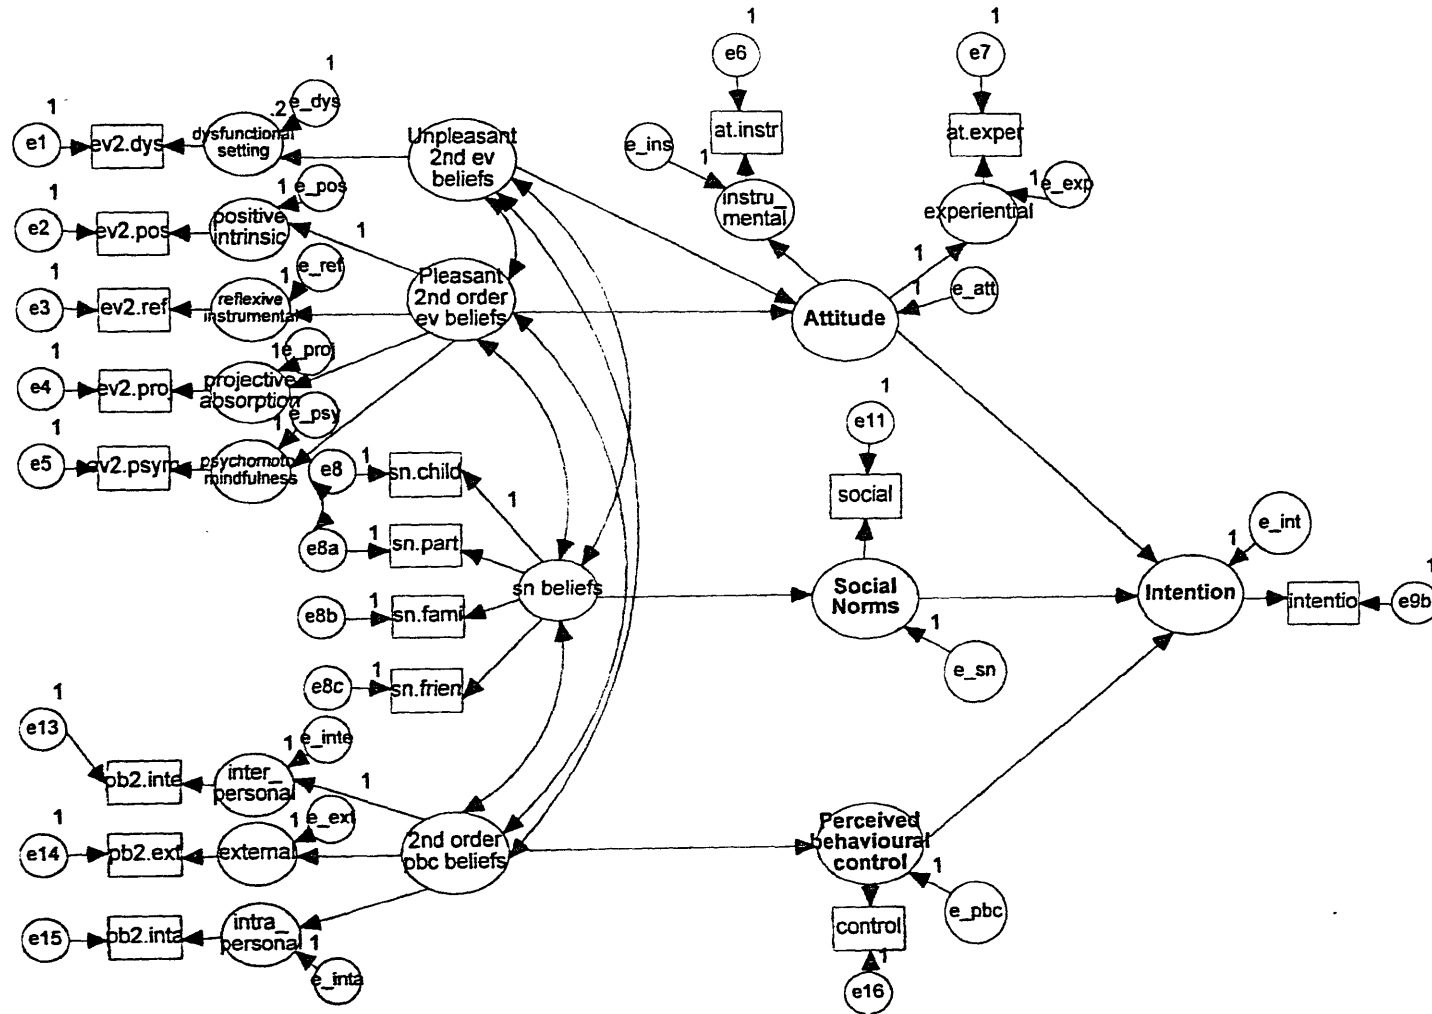 1
1
e6
e7
1
1
e1
ev2.dys
dysfunctional
setting
.2
e_dys
Unpleasant
2nd ev
beliefs
e_ins
1
at.instr
at.exper
instru_
mental
1
e_exp
experiential
1
e2
ev2.pos
positive
intrinsic
1
e_pos
1
1
e3
ev2.ref
reflexive
instrumental
1
e_ref
Pleasant
2nd order
ev beliefs
Attitude
1
1
e_att
1
e4
ev2.proj
projective
absorption
1
e_proj
1
e5
ev2.psym
psychomoto
mindfulness
1
e_psy
e8
1
sn.child
1
e8a
1
sn.part
e8b
1
sn.fami
e8c
1
sn.frien
sn beliefs
1
e11
social
Social
Norms
1
e_sn
1
e_int
Intention
intentio
1
e9b
1
e13
pb2.inte
inter_
personal
1
e_inte
1
1
e14
pb2.ext
external
1
e_ext
2nd order
pbc beliefs
e15
pb2.inta
intra_
personal
1
e_inta
Perceived
behavioural
control
1
e_pbc
control
1
e16